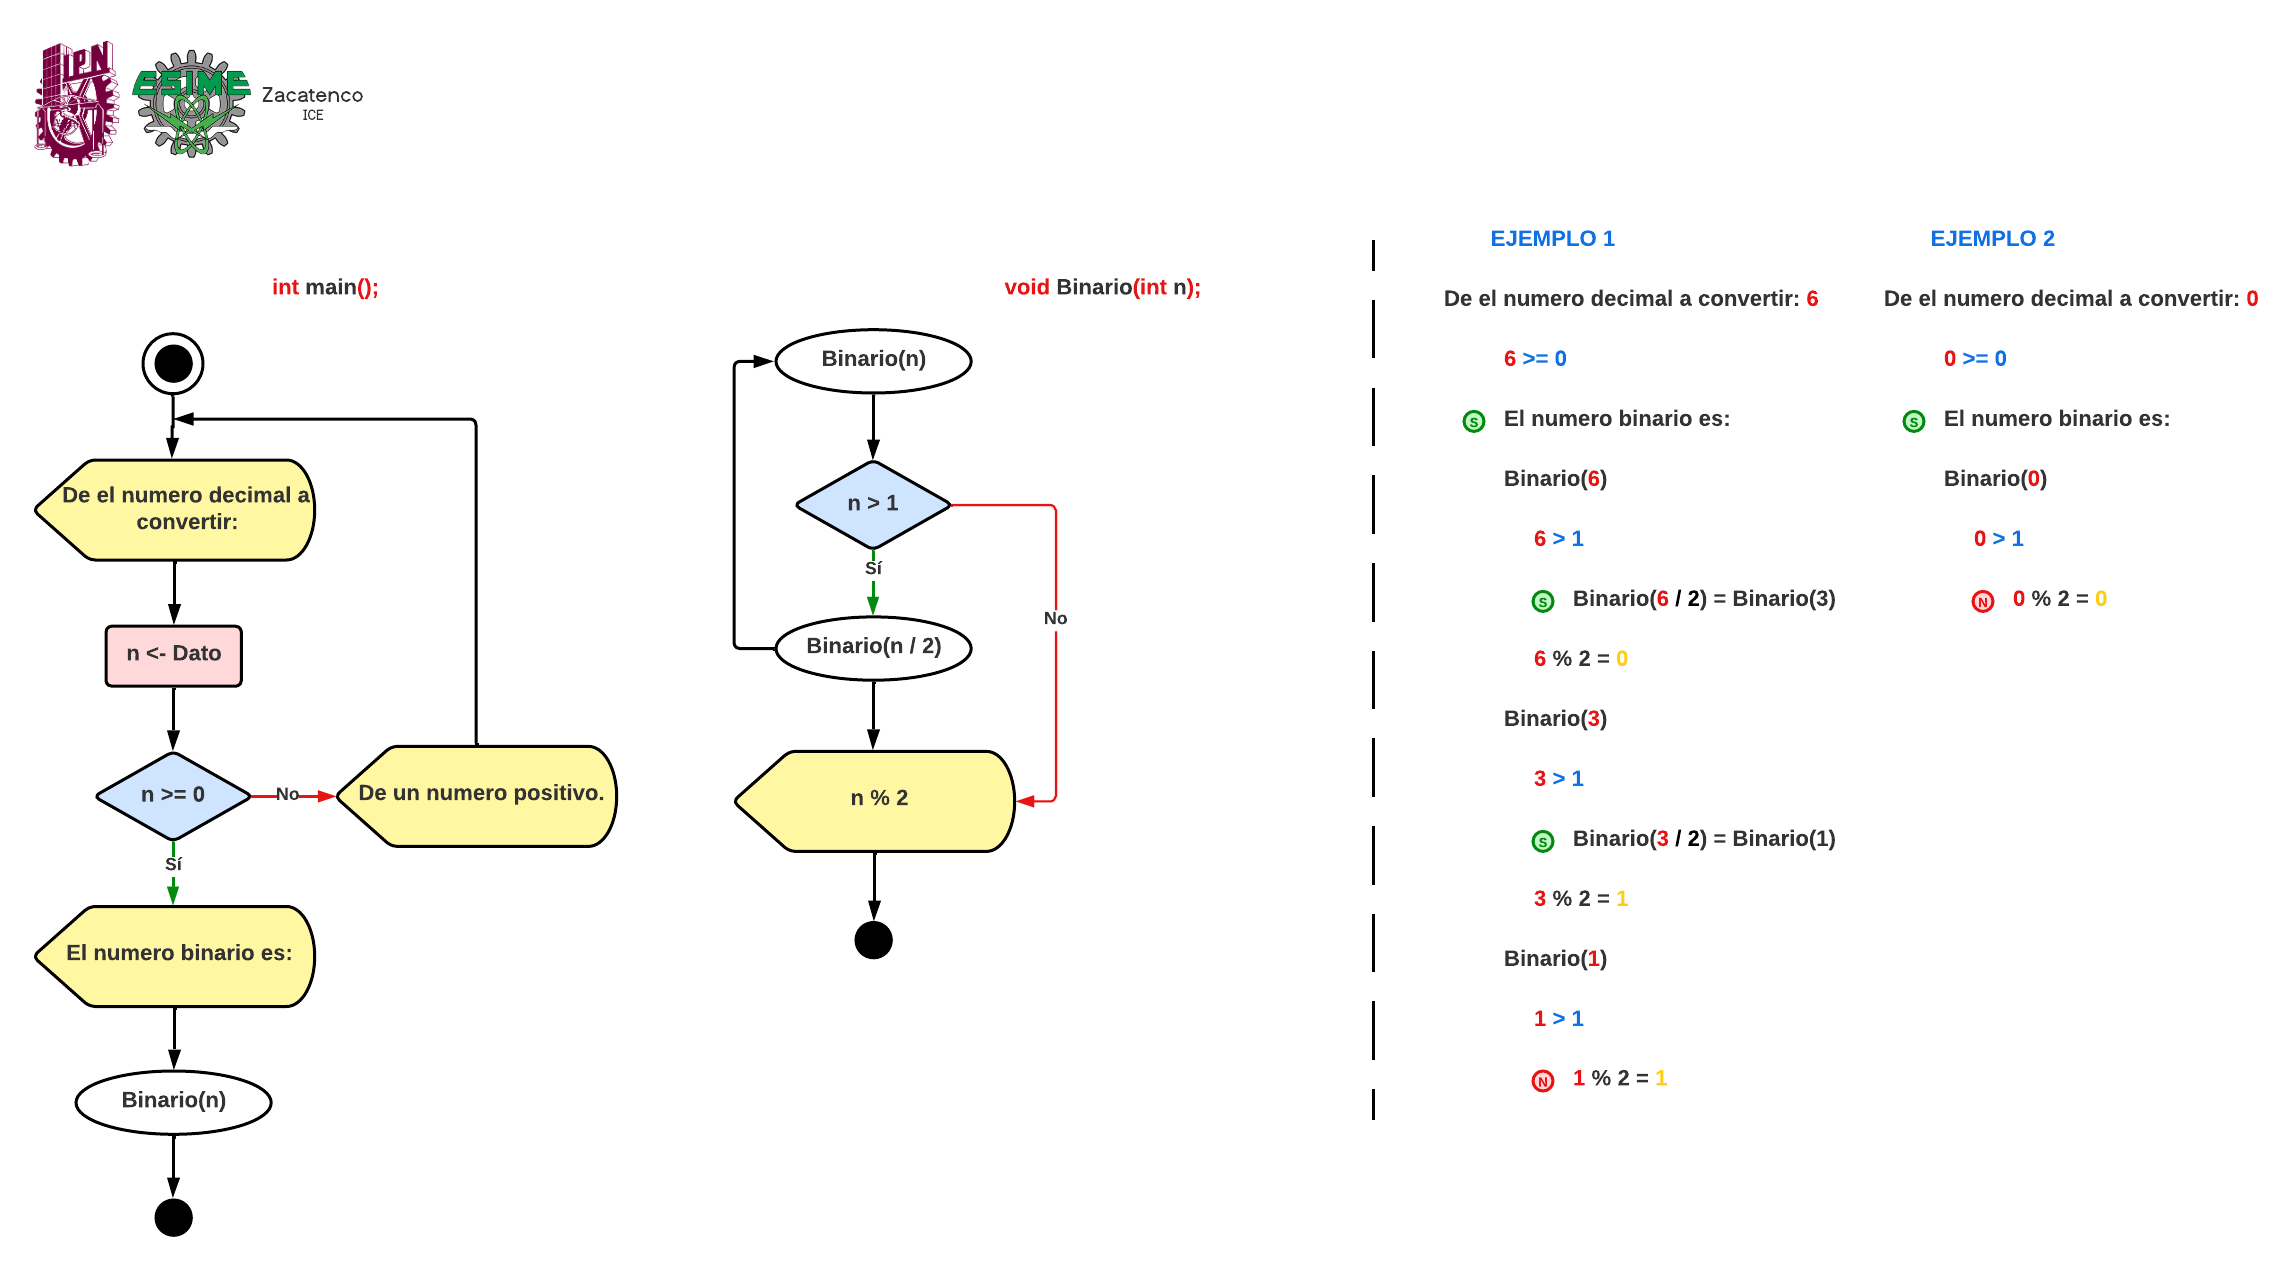 IPN
ESIME
Zacatenco
ICE
int main();
De el numero decimal a
convertir:
n <- Dato
n >= 0
No
De un numero positivo.
Sí
El numero binario es:
Binario(n)
void Binario(int n);
Binario(n)
n > 1
Sí
No
Binario(n / 2)
n % 2
EJEMPLO 1
De el numero decimal a convertir: 6
6 >= 0
S El numero binario es:
Binario(6)
6 > 1
S Binario(6 / 2) = Binario(3)
6 % 2 = 0
Binario(3)
3 > 1
S Binario(3 / 2) = Binario(1)
3 % 2 = 1
Binario(1)
1 > 1
N 1 % 2 = 1
EJEMPLO 2
De el numero decimal a convertir: 0
0 >= 0
S El numero binario es:
Binario(0)
0 > 1
N 0 % 2 = 0